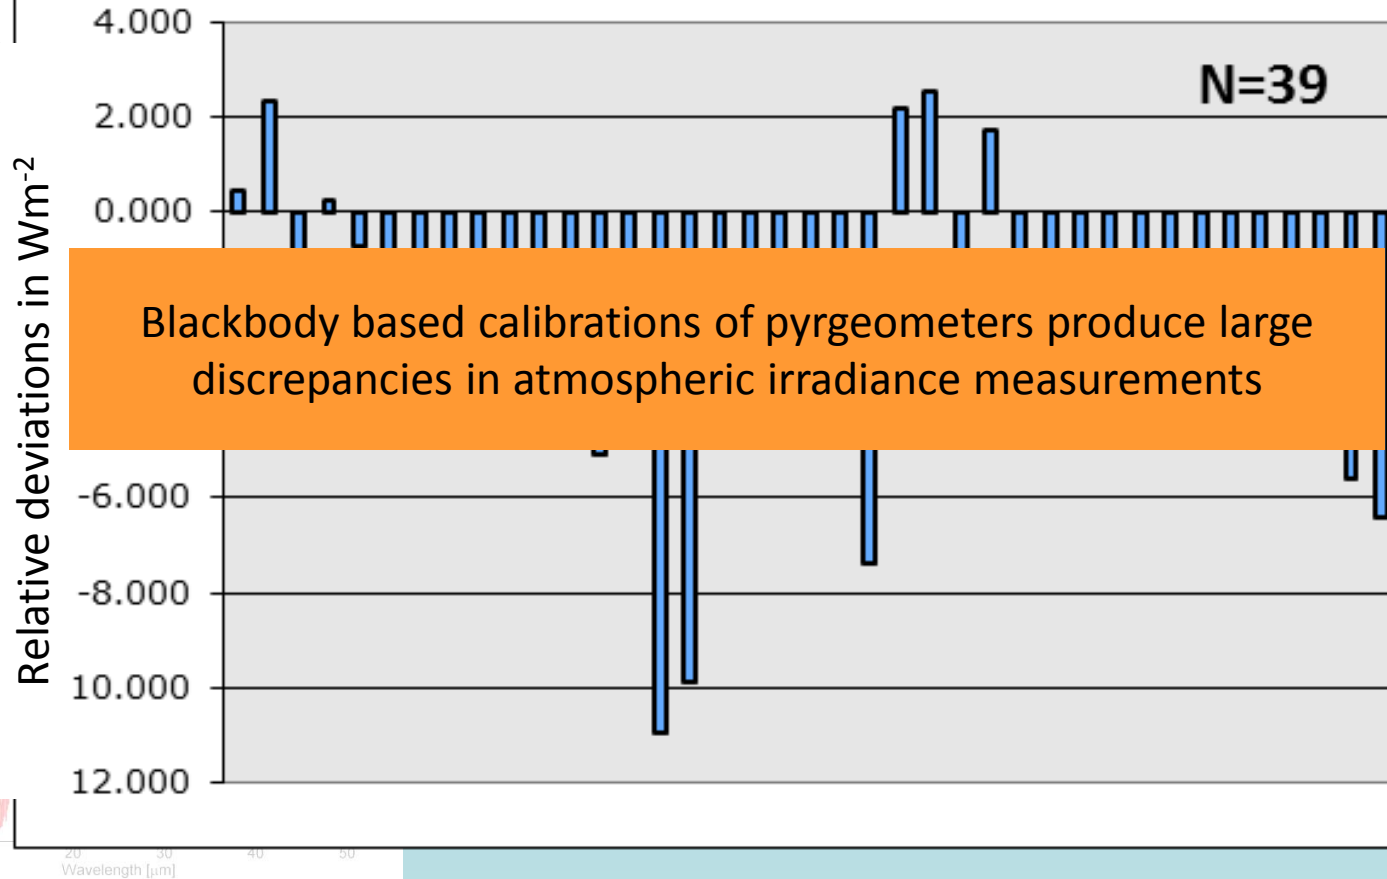 4.000
N=39
2.000
0.000
Relative deviations in Wm-2
Blackbody based calibrations of pyrgeometers produce large
discrepancies in atmospheric irradiance measurements
-6.000
-8.000
10.000
12.000
20 30 40 50
Wavelength [μm]